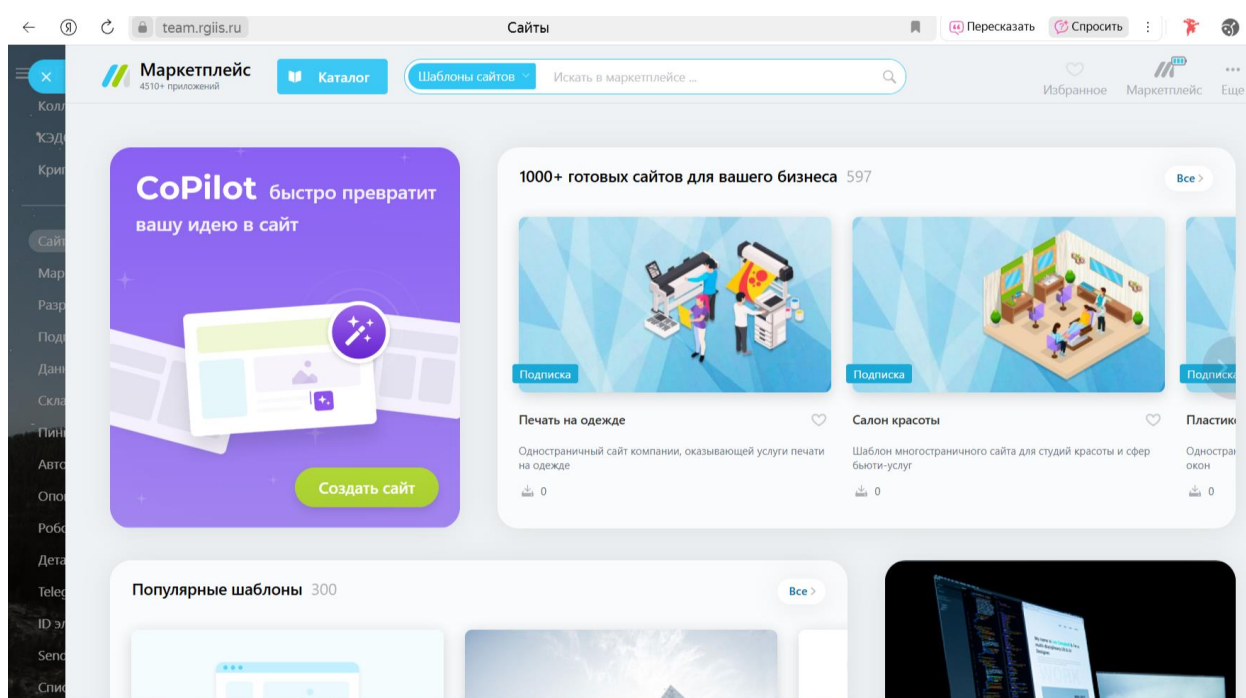 team.rgiis.ru
Сайты
Пересказать
Спросить
Маркетплейс
4510+ приложений
Каталог
Шаблоны сайтов
Искать в маркетплейсе ...
Избранное
Маркетплейс
Еще
CoPilot быстро превратит
вашу идею в сайт
Создать сайт
1000+ готовых сайтов для вашего бизнеса 597
Все
Подписка
Печать на одежде
Одностраничный сайт компании, оказывающей услуги печати
на одежде
0
Подписка
Салон красоты
Шаблон многостраничного сайта для студий красоты и сфер
бьюти-услуг
0
Подписка
окон
0
Популярные шаблоны 300
Все